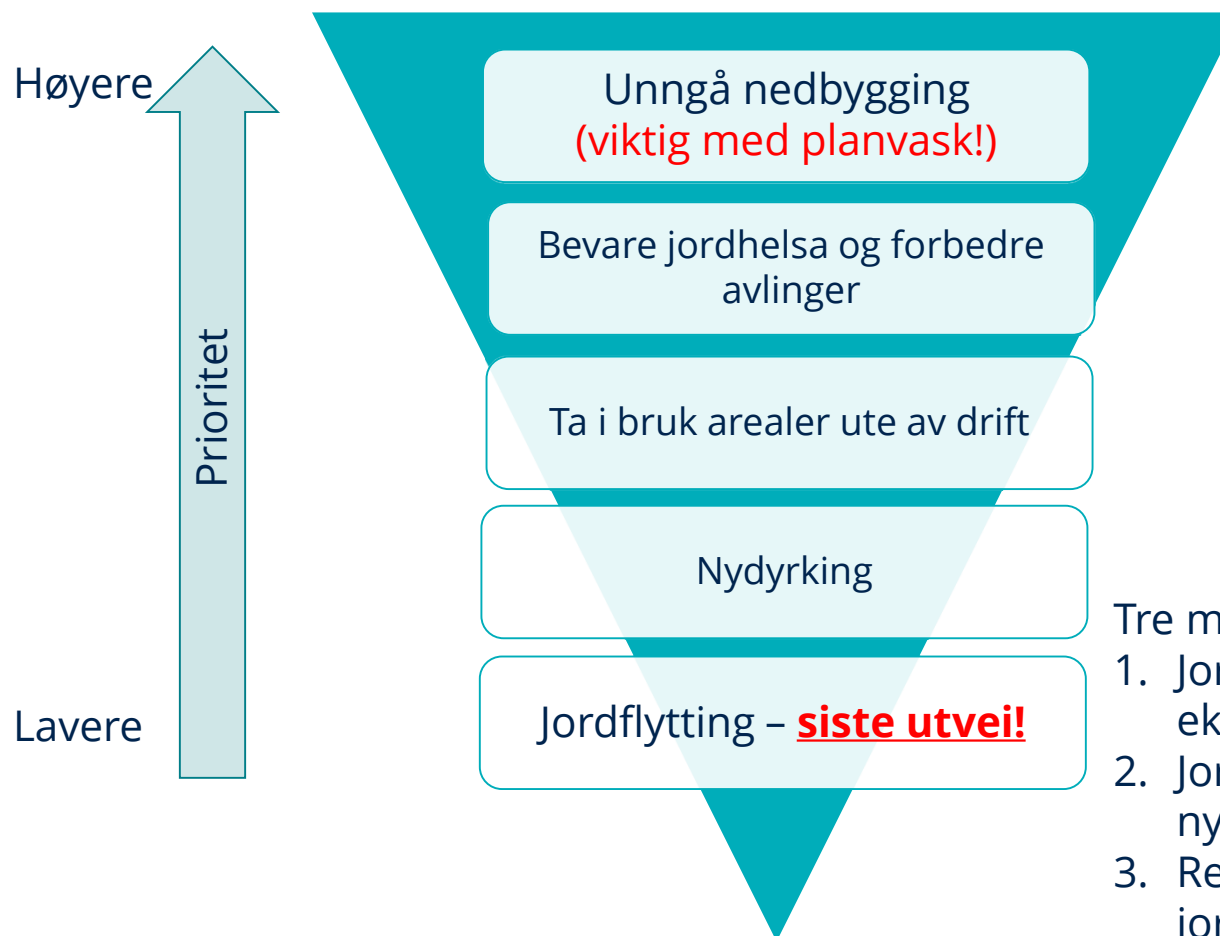 Høyere
Prioritet
Lavere
Unngå nedbygging
(viktig med planvask!)
Bevare jordhelsa og forbedre
avlinger
Ta i bruk arealer ute av drift
Nydyrking
Jordflytting – siste utvei!
Tre
1.
2.
3.